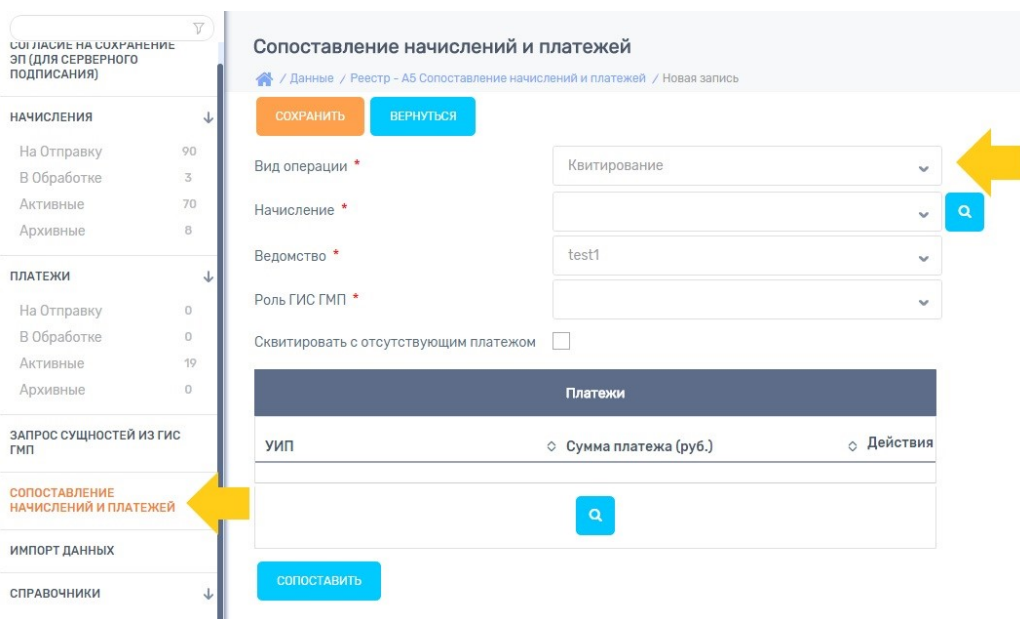 СОГЛАСИЕ НА СОХРАНЕНИЕ
ЭП (ДЛЯ СЕРВЕРНОГО
ПОДПИСАНИЯ)
НАЧИСЛЕНИЯ
На Отправку 90
В Обработке 3
Активные 70
Архивные 8
ПЛАТЕЖИ
На Отправку 0
В Обработке 0
Активные 19
Архивные 0
ЗАПРОС СУЩНОСТЕЙ ИЗ ГИС
ГМП
СОПОСТАВЛЕНИЕ
НАЧИСЛЕНИЙ И ПЛАТЕЖЕЙ
ИМПОРТ ДАННЫХ
СПРАВОЧНИКИ
Сопоставление начислений и платежей
/ Данные / Реестр - А5 Сопоставление начислений и платежей / Новая запись
СОХРАНИТЬ ВЕРНУТЬСЯ
Вид операции * Квитирование
Начисление *
Ведомство * test1
Роль ГИС ГМП *
Сквитировать с отсутствующим платежом
Платежи
УИП Сумма платежа (руб.) Действия
СОПОСТАВИТЬ